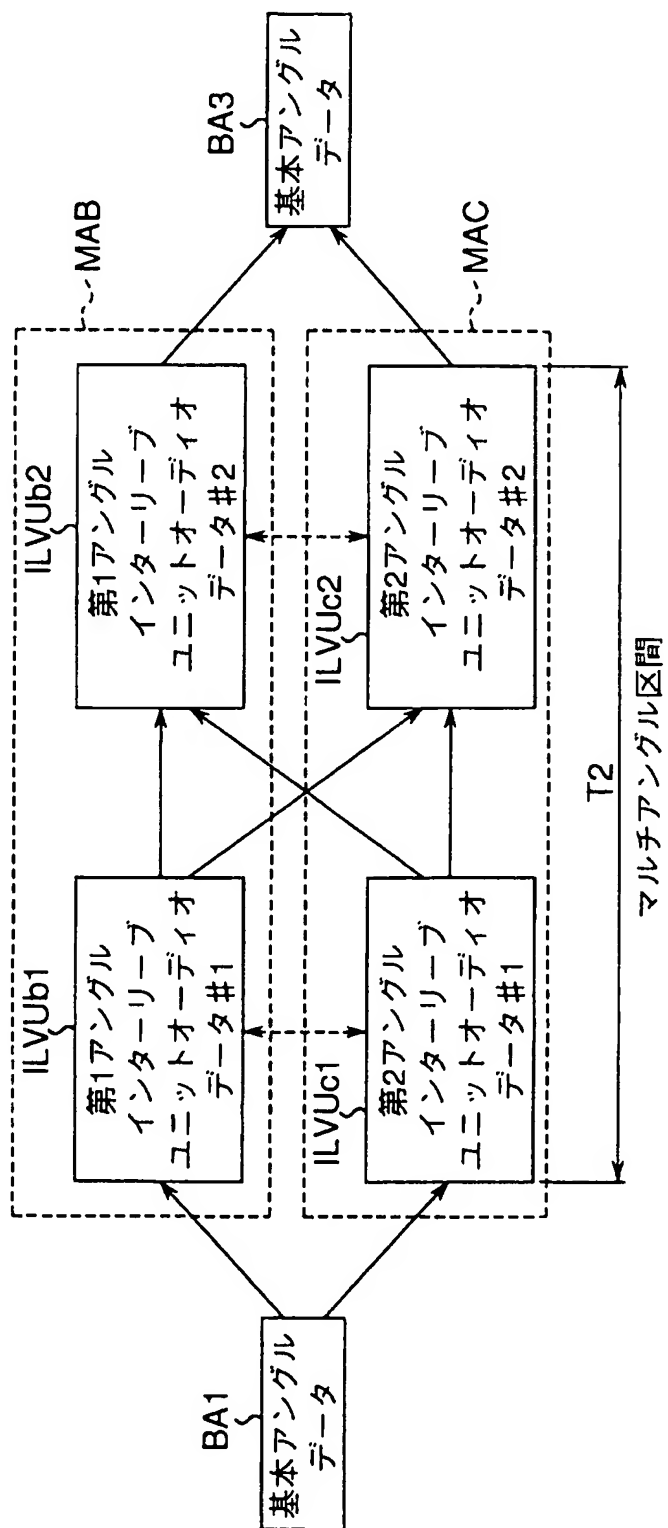 BA1
基本アングル
データ
MAB
ILVUb1
第1アングル
インターリーブ
ユニットオーディオ
データ#1
ILVUb2
第1アングル
インターリーブ
ユニットオーディオ
データ#2
MAC
ILVUc1
第2アングル
インターリーブ
ユニットオーディオ
データ#1
ILVUc2
第2アングル
インターリーブ
ユニットオーディオ
データ#2
BA3
基本アングル
データ
T2
マルチアングル区間